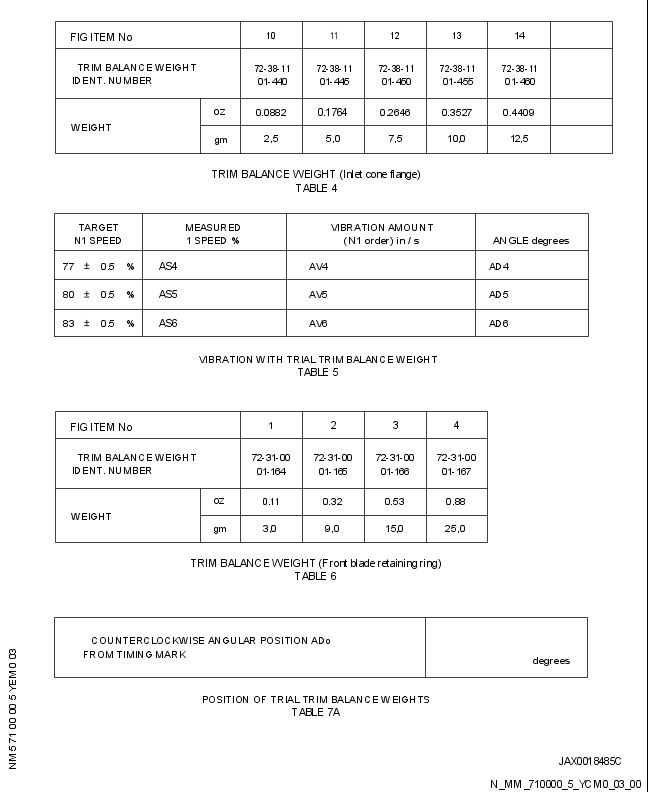 FIG ITEM No 10 11 12 13 14
TRIM BALANCE WEIGHT 72-38-11 72-38-11 72-38-11 72-38-11 72-38-11
IDENT. NUMBER 01-440 01-445 01-450 01-455 01-460
WEIGHT
oz 0.0882 0.1764 0.2646 0.3527 0.4409
gm 2,5 5,0 7,5 10,0 12,5
TRIM BALANCE WEIGHT (Inlet cone flange)
TABLE 4
TARGET MEASURED VIBRATION AMOUNT
N1 SPEED 1 SPEED % (N1 order) in / s ANGLE degrees
77 ± 0.5 % AS4 AV4 AD4
80 ± 0.5 % AS5 AV5 AD5
83 ± 0.5 % AS6 AV6 AD6
VIBRATION WITH TRIAL TRIM BALANCE WEIGHT
TABLE 5
FIG ITEM No 1 2 3 4
TRIM BALANCE WEIGHT 72-31-00 72-31-00 72-31-00 72-31-00
IDENT. NUMBER 01-164 01-165 01-166 01-167
WEIGHT
oz 0.11 0.32 0.53 0.88
gm 3,0 9,0 15,0 25,0
TRIM BALANCE WEIGHT (Front blade retaining ring)
TABLE 6
COUNTERCLOCKWISE ANGULAR POSITION ADo
FROM TIMING MARK
degrees
POSITION OF TRIAL TRIM BALANCE WEIGHTS
TABLE 7A
NM 5 71 00 00 5 YEM0 03
JAX0018485C
N_MM_710000_5_YCM0_03_00